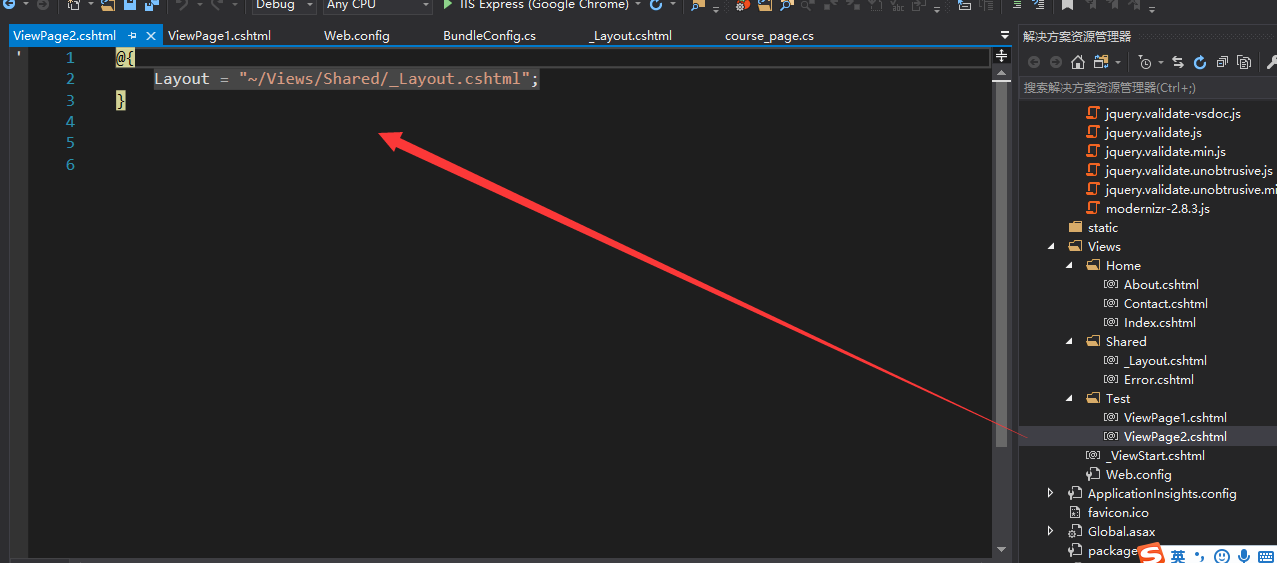 Debug Any CPU IIS Express (Google Chrome)
ViewPage2.cshtml ViewPage1.cshtml Web.config BundleConfig.cs _Layout.cshtml course_page.cs
1 @{
2 Layout = "~/Views/Shared/_Layout.cshtml";
3 }
4
5
6
解决方案资源管理器
搜索解决方案资源管理器(Ctrl+;)
jquery.validate-vsdoc.js
jquery.validate.js
jquery.validate.min.js
jquery.validate.unobtrusive.js
jquery.validate.unobtrusive.mi
modernizr-2.8.3.js
static
Views
Home
About.cshtml
Contact.cshtml
Index.cshtml
Shared
_Layout.cshtml
Error.cshtml
Test
ViewPage1.cshtml
ViewPage2.cshtml
_ViewStart.cshtml
Web.config
ApplicationInsights.config
favicon.ico
Global.asax
package
英